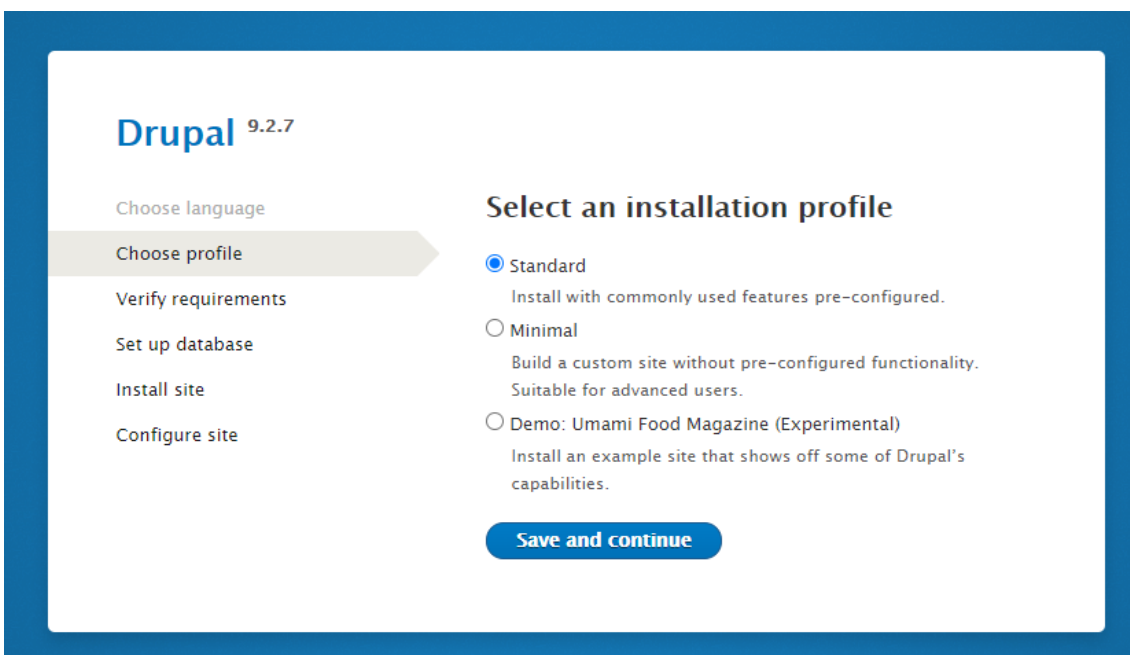 Drupal 9.2.7
Choose language
Choose profile
Verify requirements
Set up database
Install site
Configure site
Select an installation profile
Standard
Install with commonly used features pre-configured.
Minimal
Build a custom site without pre-configured functionality.
Suitable for advanced users.
Demo: Umami Food Magazine (Experimental)
Install an example site that shows off some of Drupal's
capabilities.
Save and continue